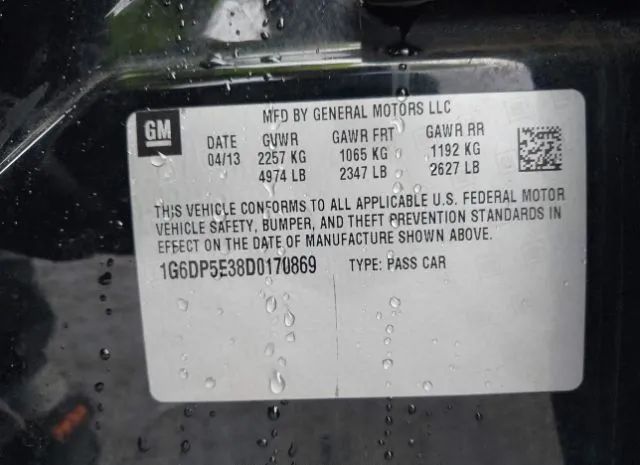 MFD BY GENERAL MOTORS LLC
GM
DATE GVWR GAWR FRT GAWR RR
04/13 2257 KG 1065 KG 1192 KG
4974 LB 2347 LB 2627 LB
THIS VEHICLE CONFORMS TO ALL APPLICABLE U.S. FEDERAL MOTOR
VEHICLE SAFETY, BUMPER, AND THEFT PREVENTION STANDARDS IN
EFFECT ON THE DATE OF MANUFACTURE SHOWN ABOVE.
1G6DP5E38D0170869 TYPE: PASS CAR